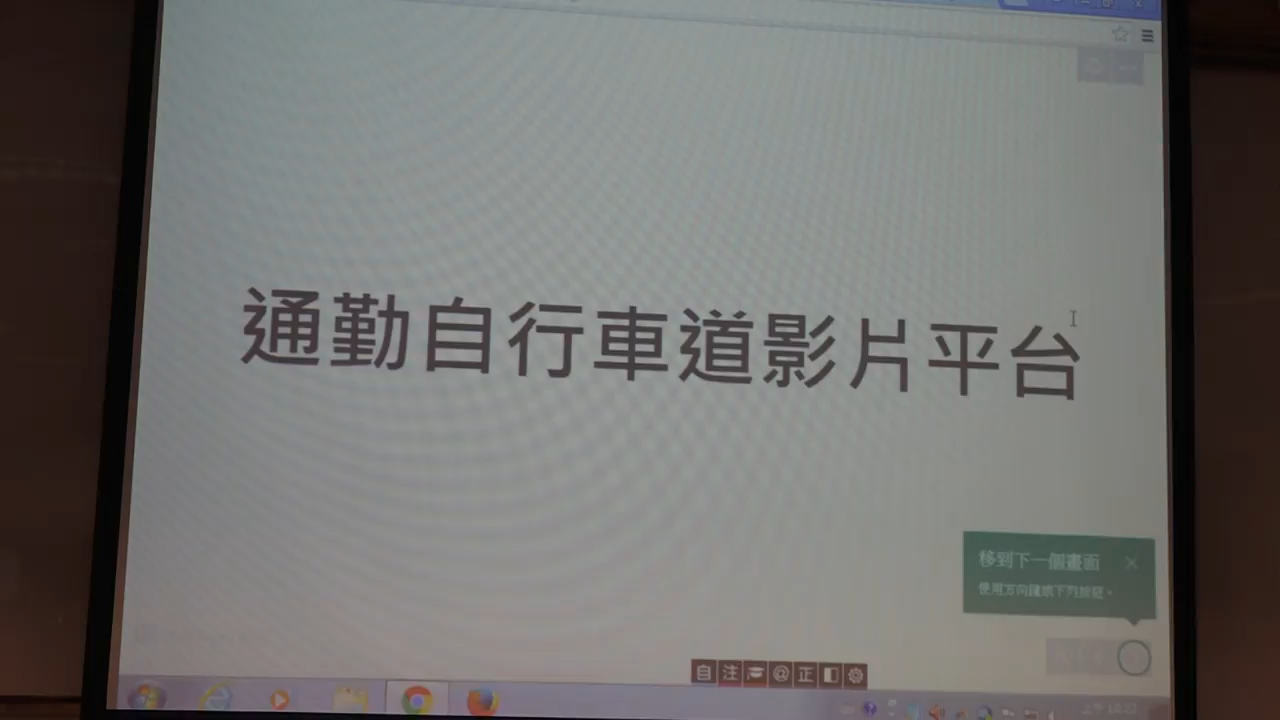 通勤自行車道影片平台
移到下一個畫面
使用方向鍵或下列按鈕。
自 注 @ 正